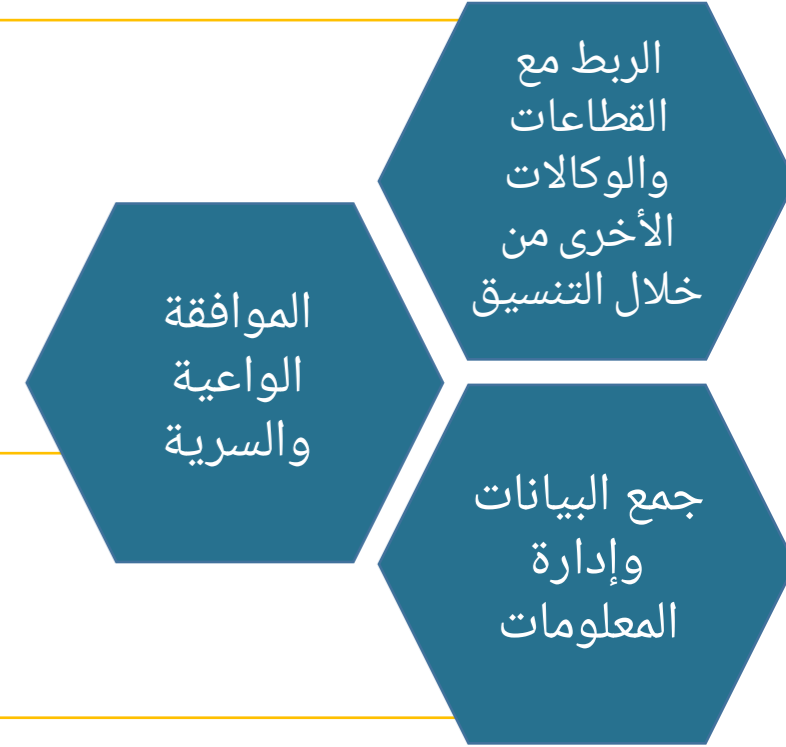 الربط مع
القطاعات
والوكالات
الأخرى من
خلال التنسيق
الموافقة
الواعية
والسرية
جمع البيانات
وإدارة
المعلومات